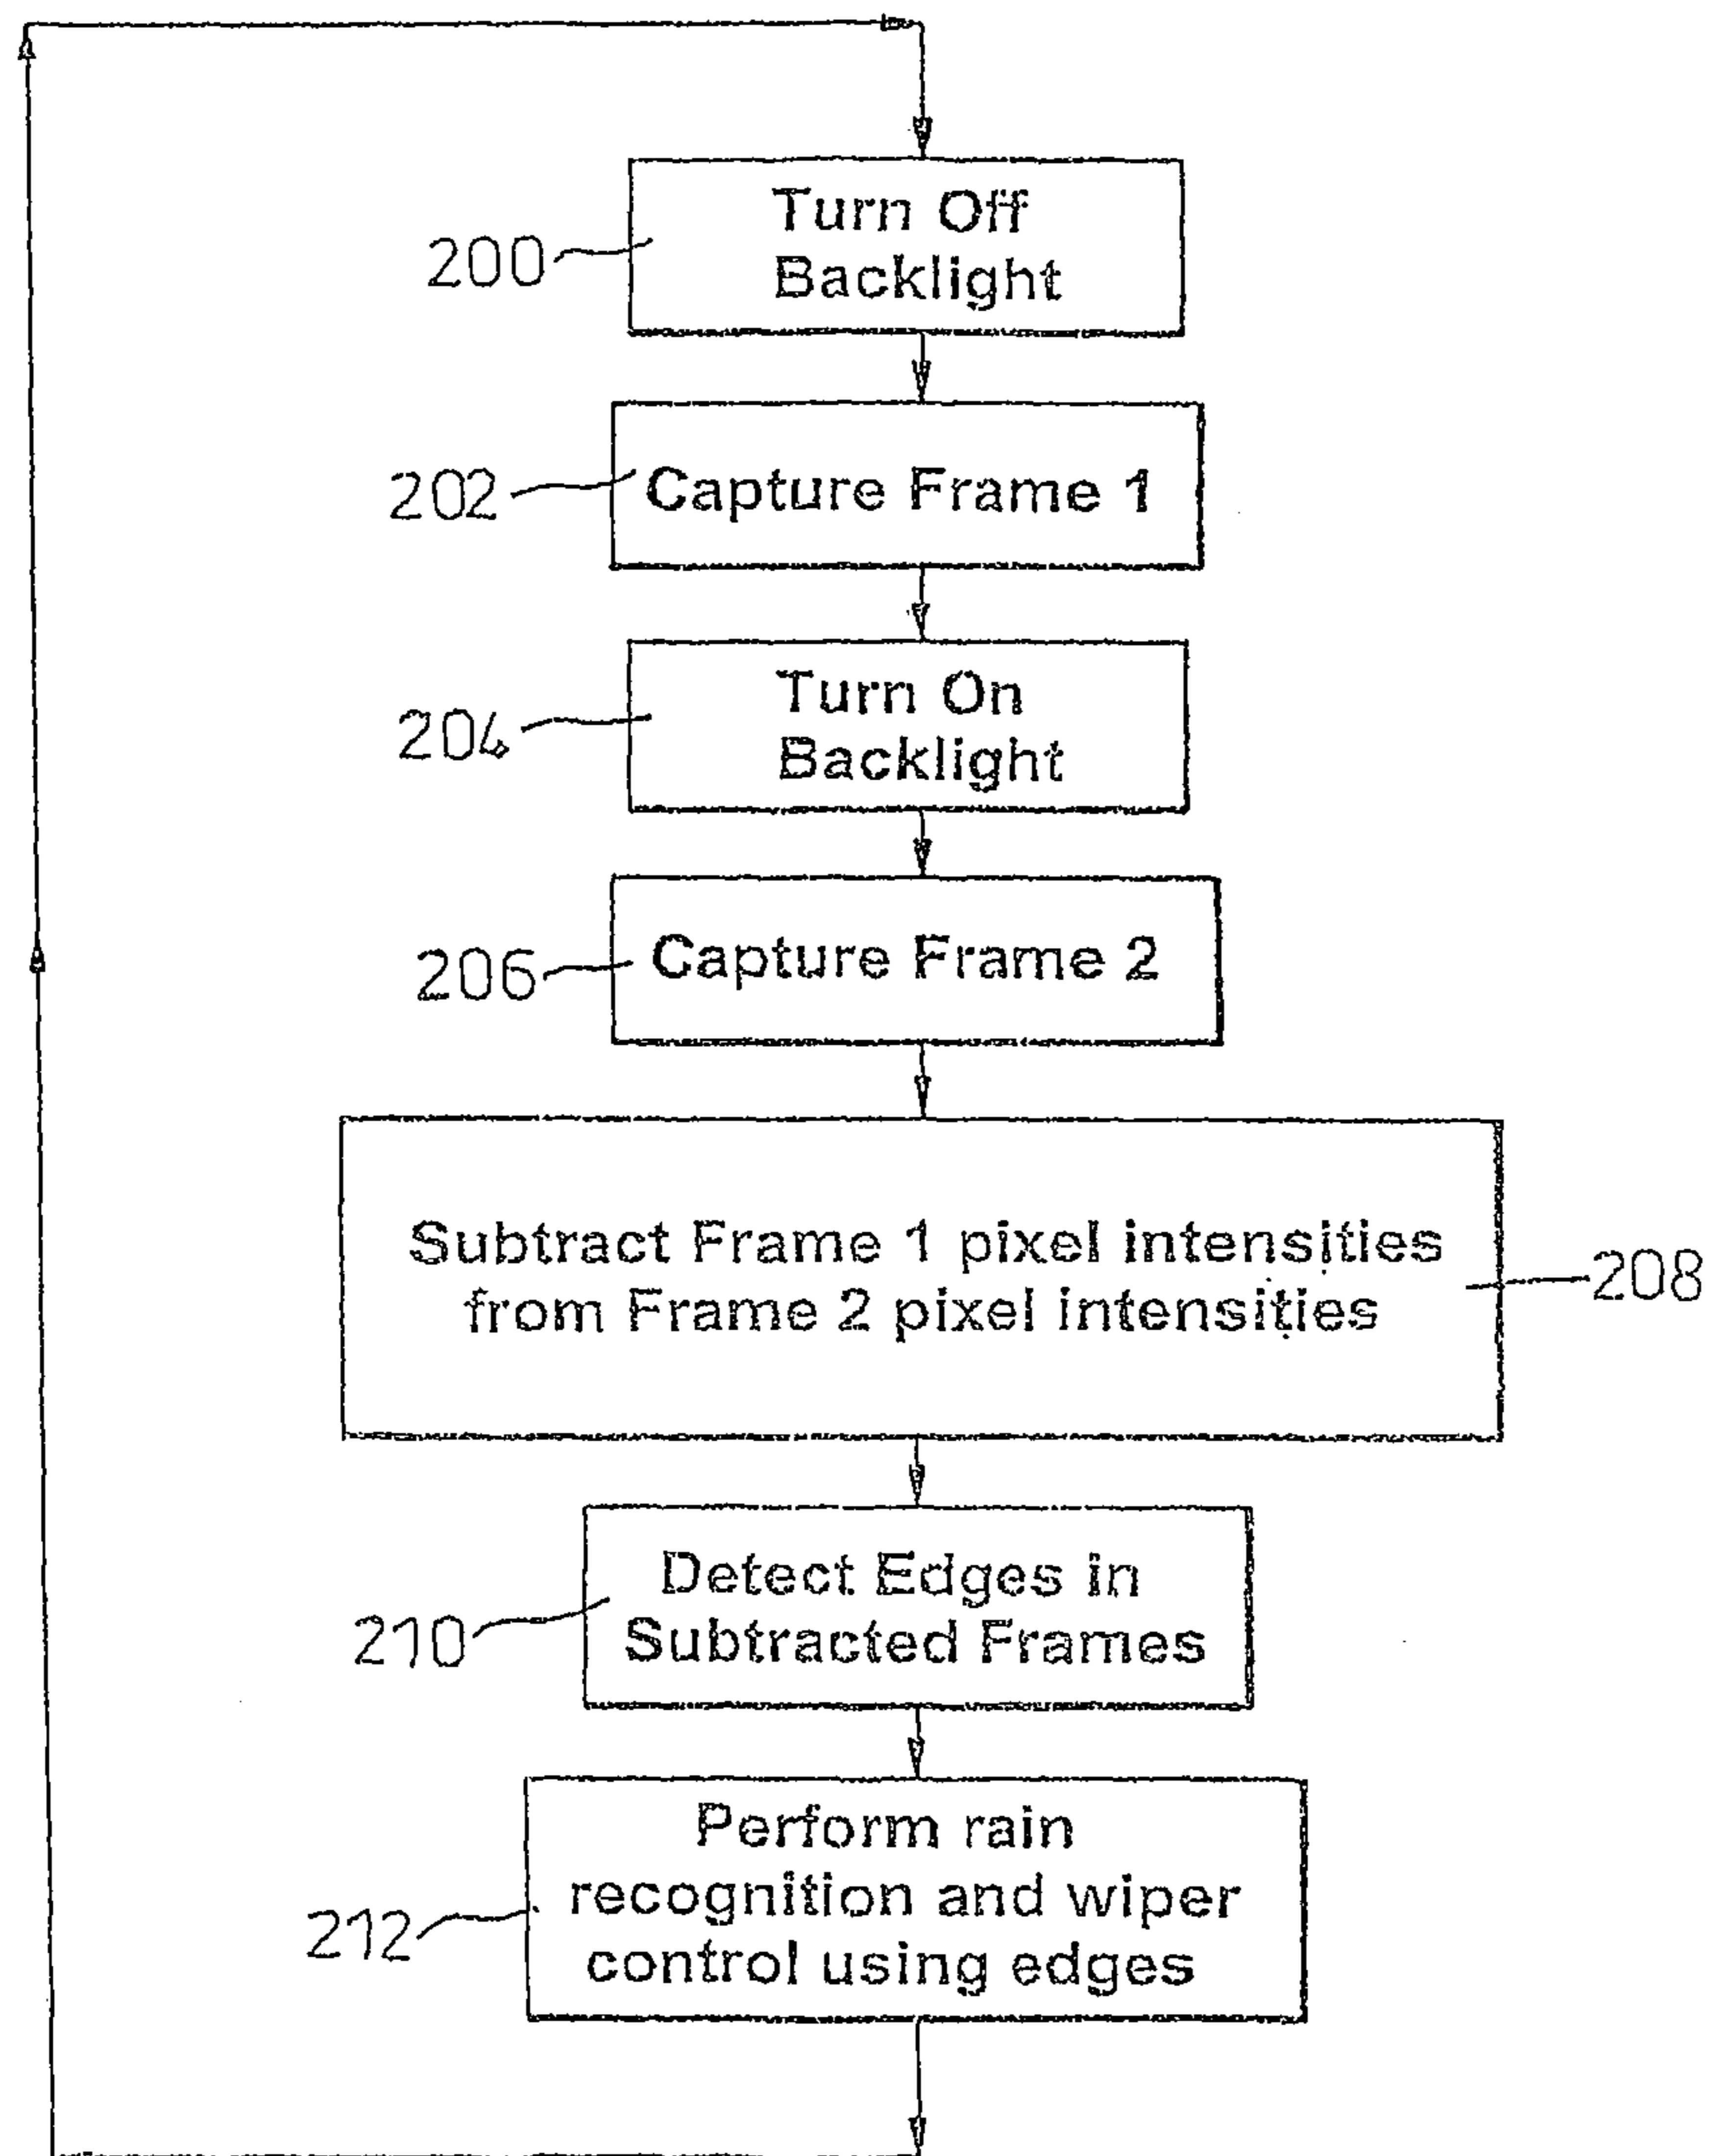 Turn Off
Backlight
200
202
Capture Frame 1
Turn On
Backlight
204
206
Capture Frame 2
Subtract Frame 1 pixel intensities
from Frame 2 pixel intensities
208
Detect Edges in
Subtracted Frames
210
Perform rain
recognition and wiper
control using edges
212